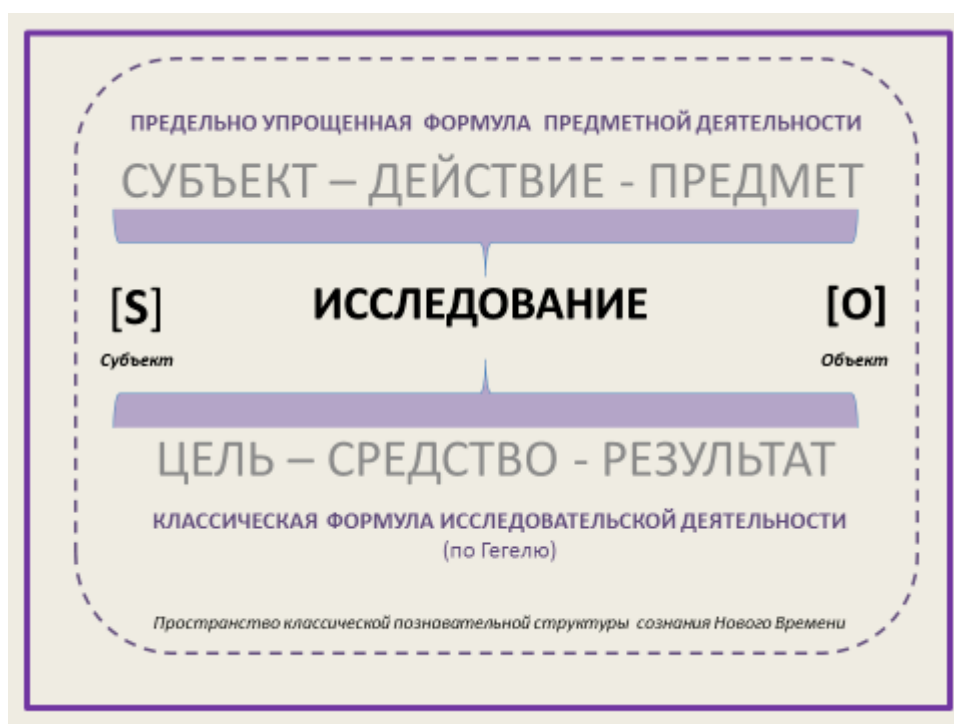 ПРЕДЕЛЬНО УПРОЩЕННАЯ ФОРМУЛА ПРЕДМЕТНОЙ ДЕЯТЕЛЬНОСТИ
СУБЪЕКТ – ДЕЙСТВИЕ - ПРЕДМЕТ
[S] ИССЛЕДОВАНИЕ [O]
Субъект Объект
ЦЕЛЬ – СРЕДСТВО - РЕЗУЛЬТАТ
КЛАССИЧЕСКАЯ ФОРМУЛА ИССЛЕДОВАТЕЛЬСКОЙ ДЕЯТЕЛЬНОСТИ
(по Гегелю)
Пространство классической познавательной структуры сознания Нового Времени